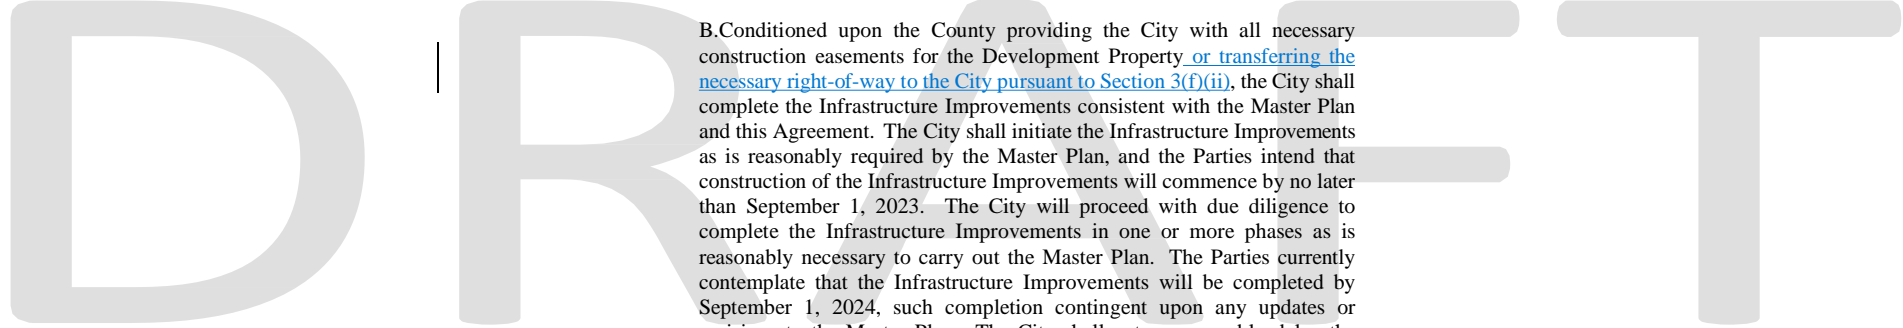 DRAFT
B.Conditioned upon the County providing the City with all necessary
construction easements for the Development Property or transferring the
necessary right-of-way to the City pursuant to Section 3(f)(ii), the City shall
complete the Infrastructure Improvements consistent with the Master Plan
and this Agreement. The City shall initiate the Infrastructure Improvements
as is reasonably required by the Master Plan, and the Parties intend that
construction of the Infrastructure Improvements will commence by no later
than September 1, 2023. The City will proceed with due diligence to
complete the Infrastructure Improvements in one or more phases as is
reasonably necessary to carry out the Master Plan. The Parties currently
contemplate that the Infrastructure Improvements will be completed by
September 1, 2024, such completion contingent upon any updates or